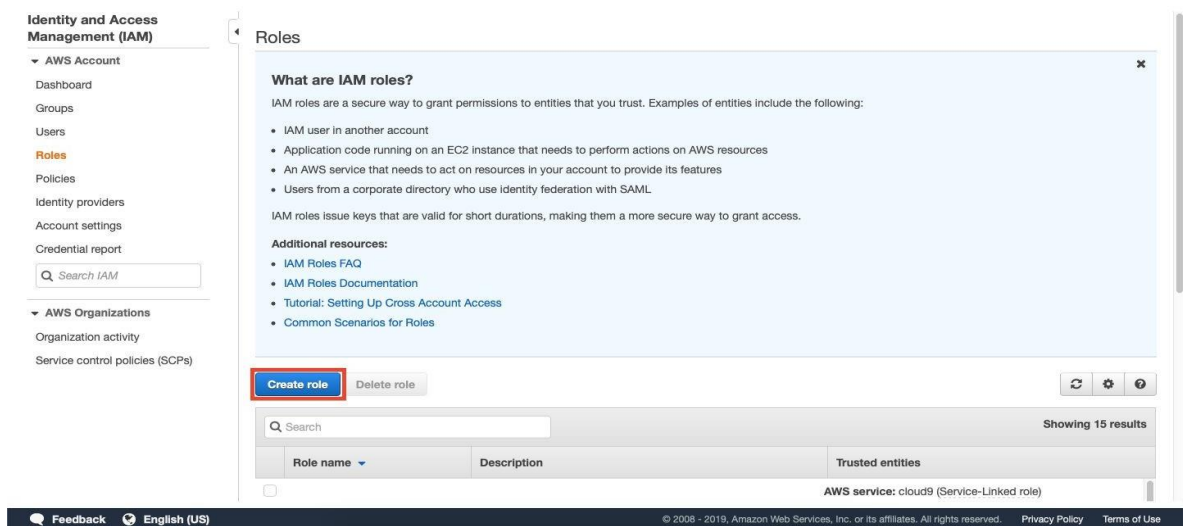 Identity and Access
Management (IAM)
AWS Account
Dashboard
Groups
Users
Roles
Policies
Identity providers
Account settings
Credential report
Search IAM
AWS Organizations
Organization activity
Service control policies (SCPs)
Roles
What are IAM roles?
IAM roles are a secure way to grant permissions to entities that you trust. Examples of entities include the following:
• IAM user in another account
• Application code running on an EC2 instance that needs to perform actions on AWS resources
• An AWS service that needs to act on resources in your account to provide its features
• Users from a corporate directory who use identity federation with SAML
IAM roles issue keys that are valid for short durations, making them a more secure way to grant access.
Additional resources:
• IAM Roles FAQ
• IAM Roles Documentation
• Tutorial: Setting Up Cross Account Access
• Common Scenarios for Roles
Create role Delete role
Search Showing 15 results
Role name Description Trusted entities
AWS service: cloud9 (Service-Linked role)
Feedback English (US) © 2008 - 2019, Amazon Web Services, Inc. or its affiliates. All rights reserved. Privacy Policy Terms of Use